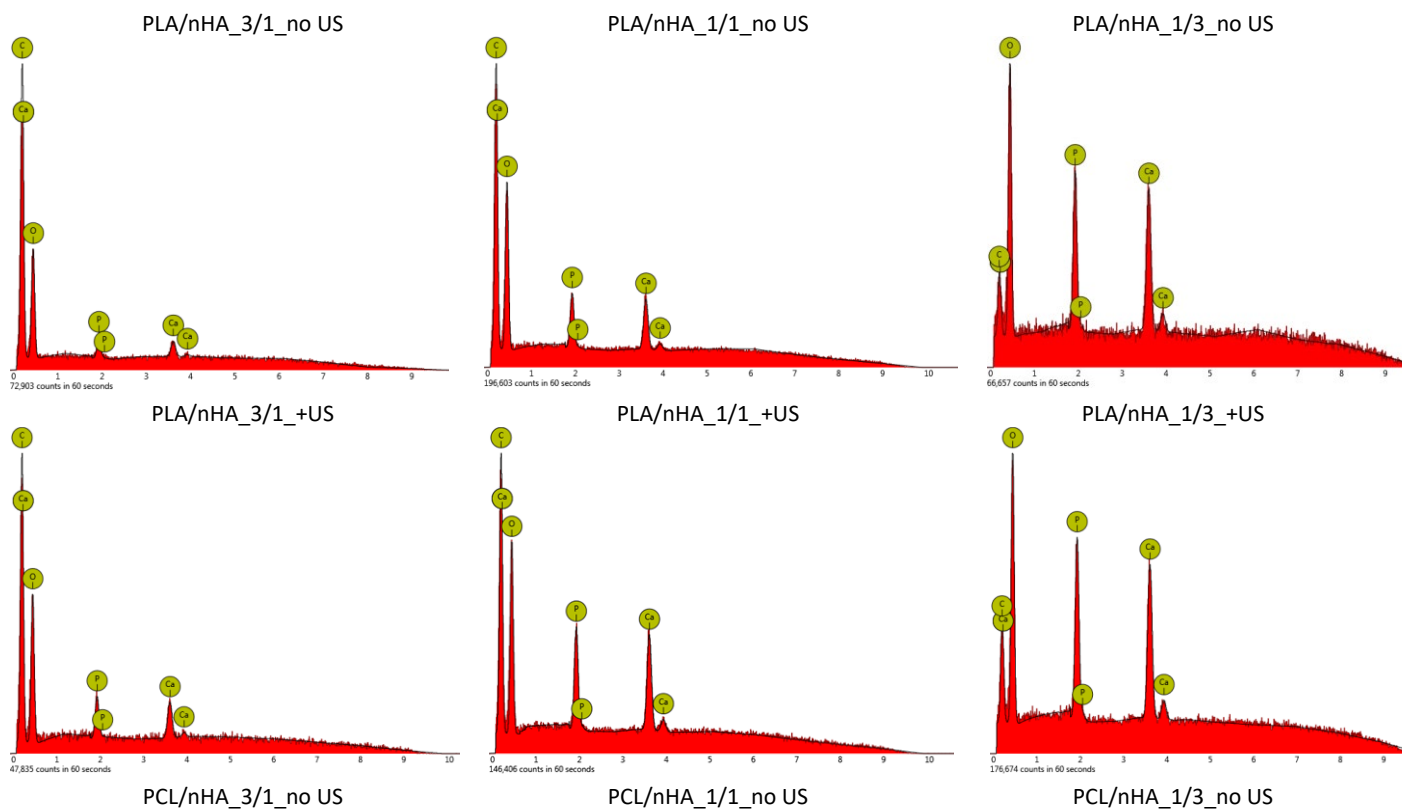 PLA/nHA_3/1_no US
PLA/nHA_1/1_no US
PLA/nHA_1/3_no US
C
Ca
O
P
P
Ca
Ca
0 1 2 3 4 5 6 7 8 9
72,903 counts in 60 seconds
C
Ca
O
P
P
Ca
Ca
0 1 2 3 4 5 6 7 8 9 10
196,603 counts in 60 seconds
O
P
Ca
C
Ca
P
0 1 2 3 4 5 6 7 8 9
66,657 counts in 60 seconds
PLA/nHA_3/1_+US
PLA/nHA_1/1_+US
PLA/nHA_1/3_+US
C
Ca
O
P
P
Ca
Ca
0 1 2 3 4 5 6 7 8 9 10
47,835 counts in 60 seconds
C
Ca
O
P
P
Ca
Ca
0 1 2 3 4 5 6 7 8 9 10
146,406 counts in 60 seconds
O
P
Ca
C
Ca
Ca
P
0 1 2 3 4 5 6 7 8 9
176,674 counts in 60 seconds
PCL/nHA_3/1_no US
PCL/nHA_1/1_no US
PCL/nHA_1/3_no US